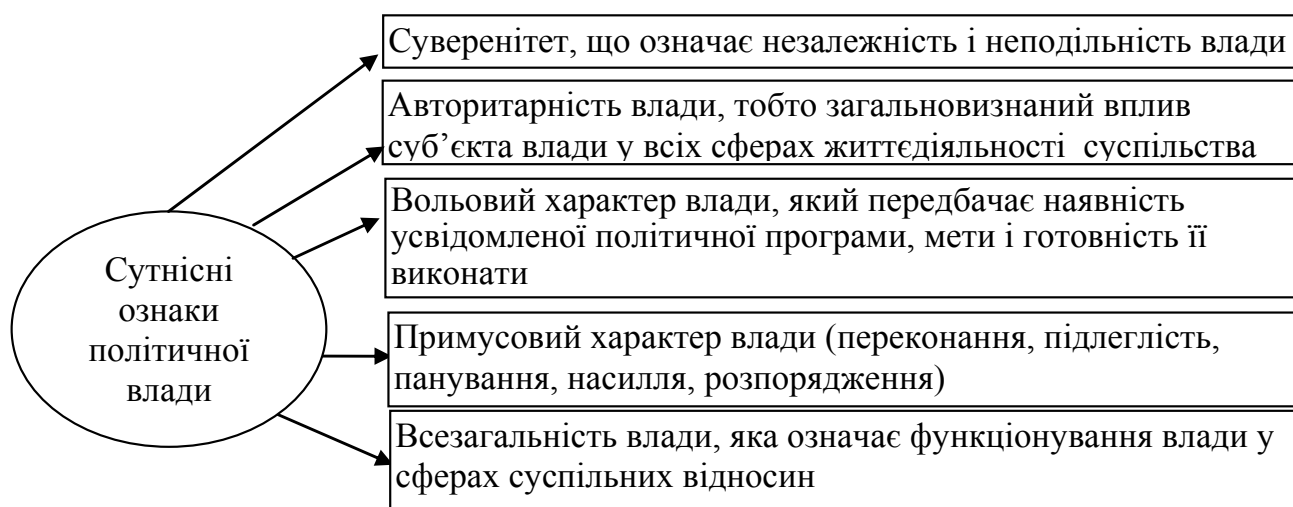 Суверенітет, що означає незалежність і неподільність влади
Авторитарність влади, тобто загальновизнаний вплив
суб’єкта влади у всіх сферах життєдіяльності суспільства
Вольовий характер влади, який передбачає наявність
усвідомленої політичної програми, мети і готовність її
виконати
Сутнісні
ознаки
політичної
влади
Примусовий характер влади (переконання, підлеглість,
панування, насилля, розпорядження)
Всезагальність влади, яка означає функціонування влади у
сферах суспільних відносин